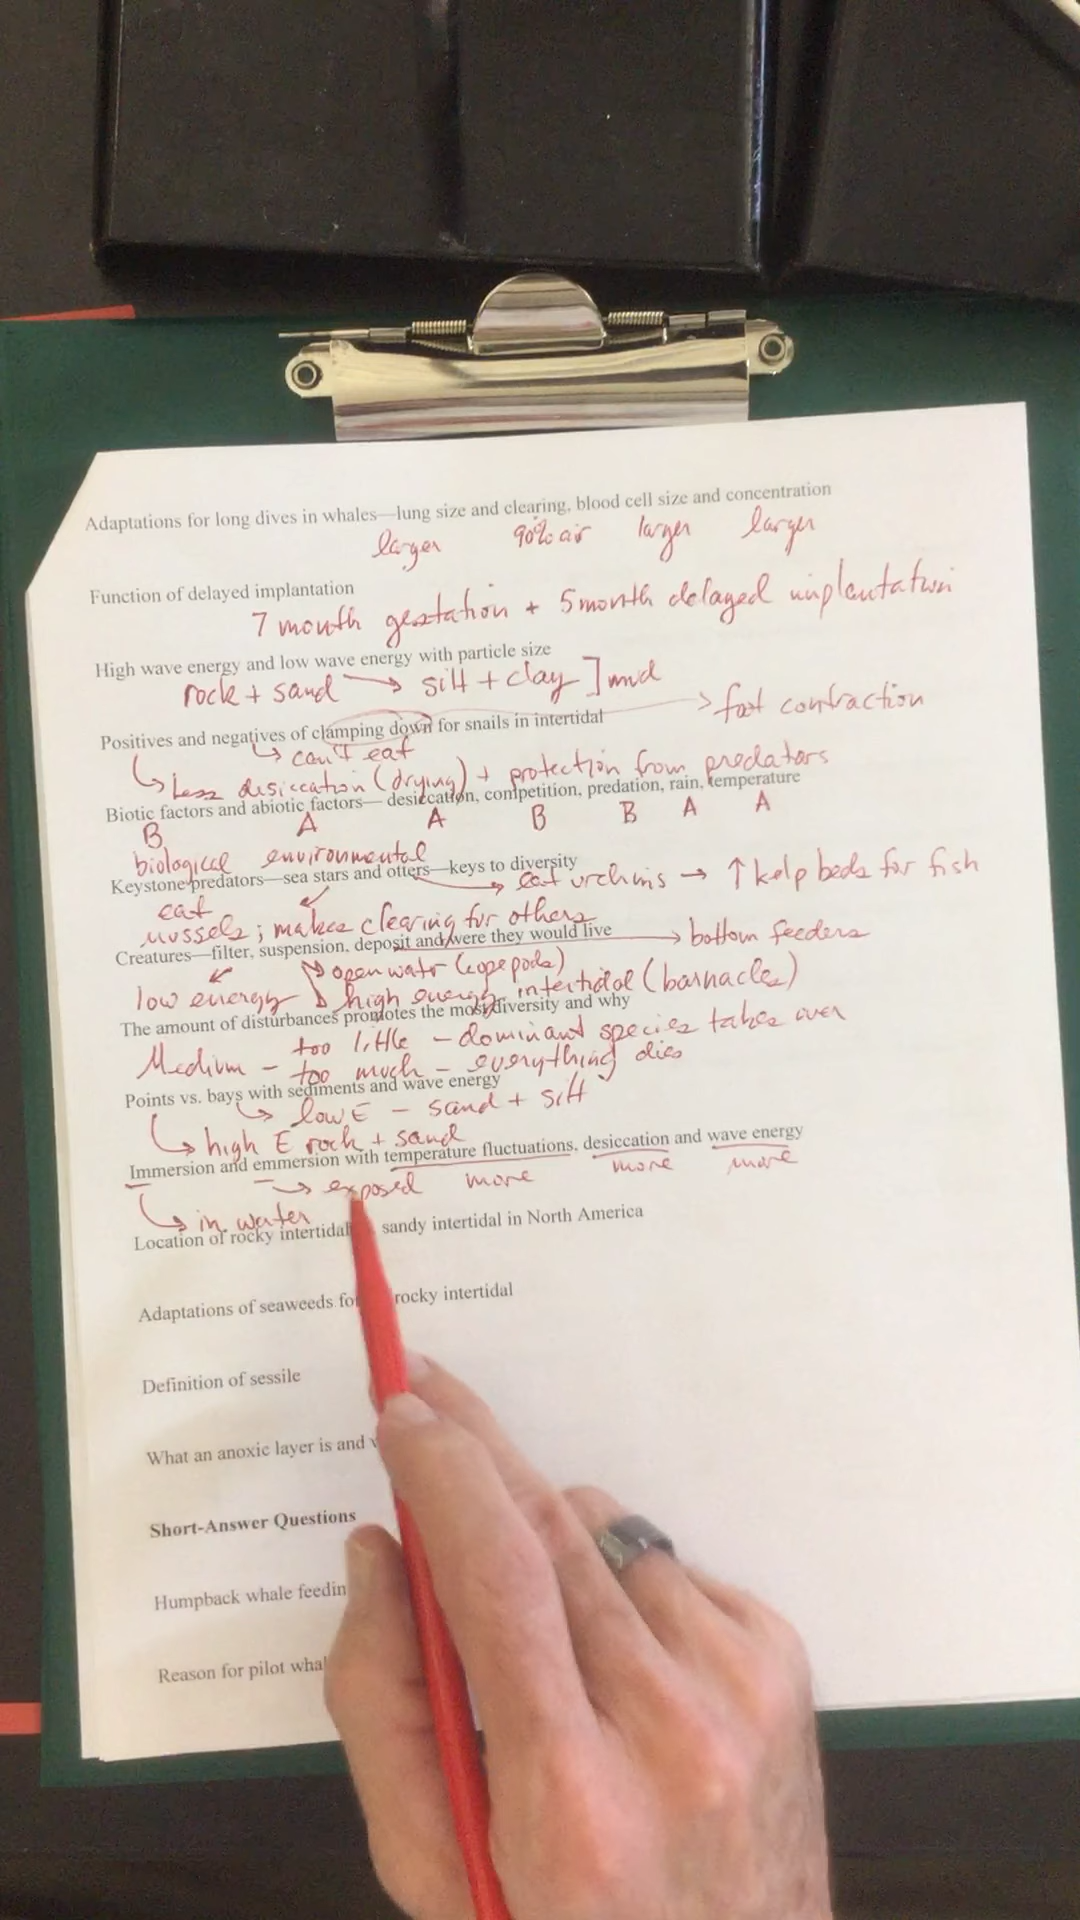 Adaptations for long dives in whales—lung size and clearing, blood cell size and concentration
larger 90% air larger larger
Function of delayed implantation
7 month gestation + 5 month delayed implantation
High wave energy and low wave energy with particle size
rock + sand → silt + clay ] mud
Positives and negatives of clamping down for snails in intertidal → foot contraction
↳ can't eat
↳ Less desiccation (drying) + protection from predators
Biotic factors and abiotic factors— desiccation, competition, predation, rain, temperature
B A A B B A A
biological environmental
Keystone predators—sea stars and otters—keys to diversity
→ eat urchins → ↑ kelp beds for fish
eat mussels; makes clearing for others
Creatures—filter, suspension, deposit and were they would live → bottom feeders
open water (copepods)
low energy high energy intertidal (barnacles)
The amount of disturbances promotes the most diversity and why
Medium – too little – dominant species takes over
too much – everything dies
Points vs. bays with sediments and wave energy
↳ low E – sand + silt
↳ high E rock + sand
Immersion and emmersion with temperature fluctuations, desiccation and wave energy
→ exposed more more more
↳ in water
Location of rocky intertidal sandy intertidal in North America
Adaptations of seaweeds rocky intertidal
Definition of sessile
What an anoxic layer is and
Short-Answer Questions
Humpback whale
Reason for pilot